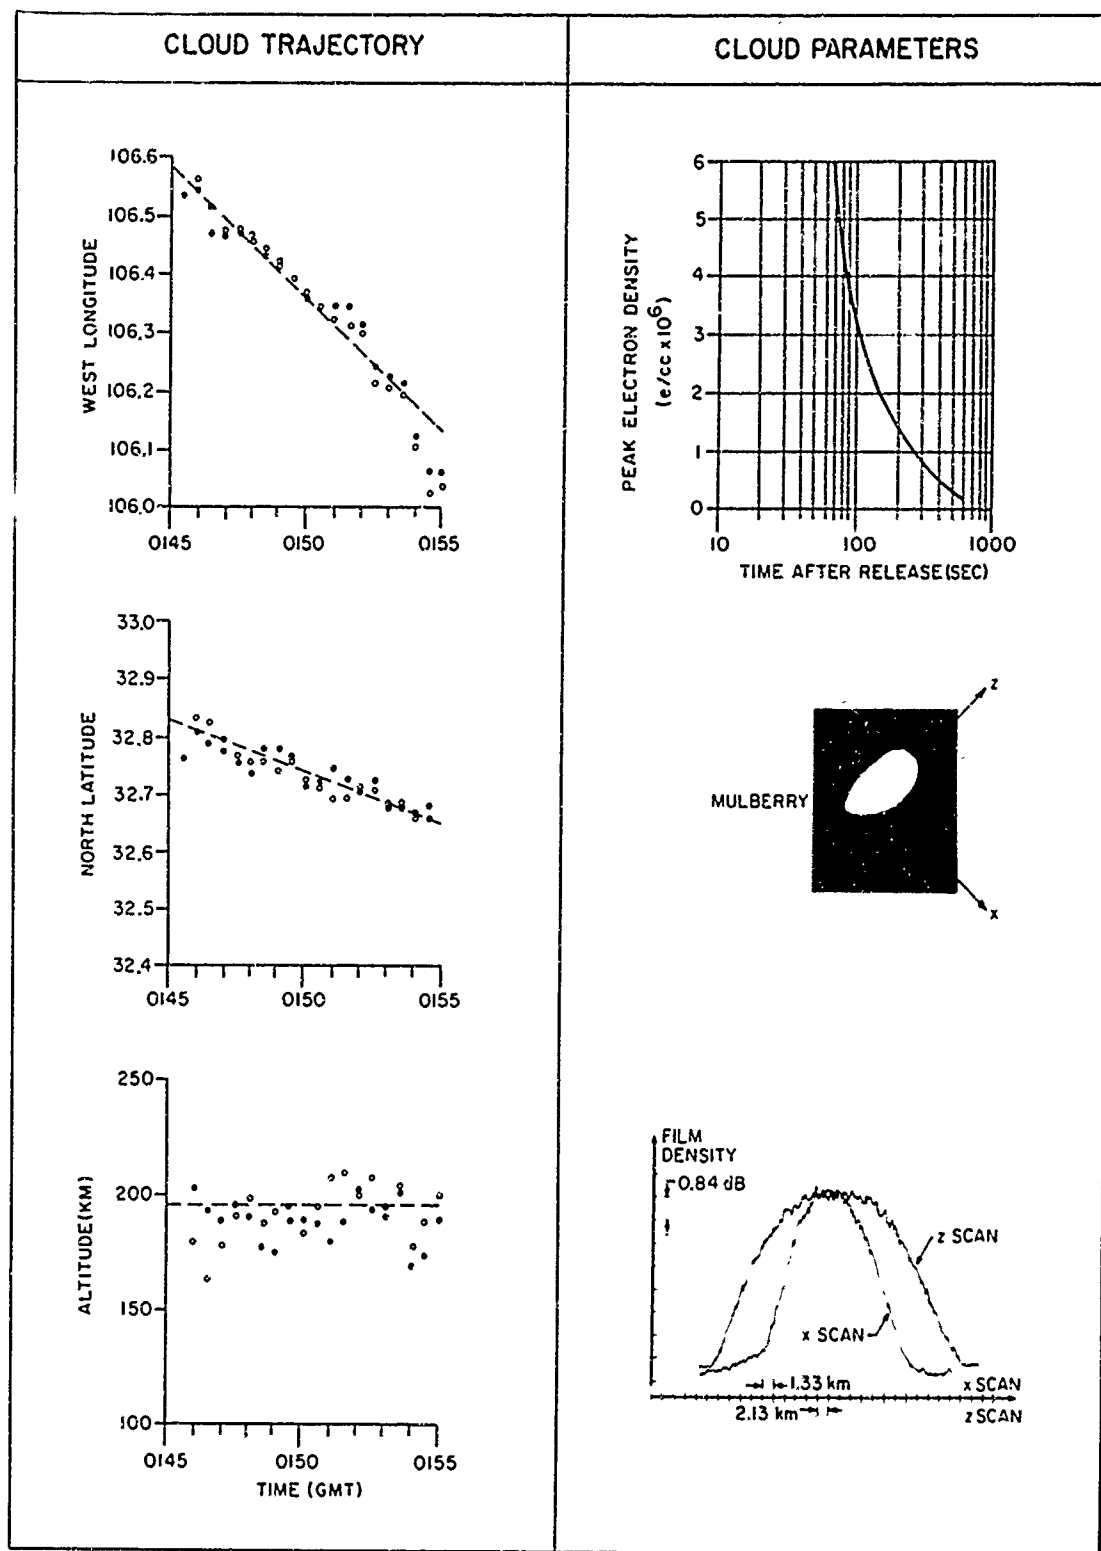 CLOUD TRAJECTORY
CLOUD PARAMETERS
WEST LONGITUDE
106.6
106.5
106.4
106.3
106.2
106.1
106.0
0145
0150
0155
NORTH LATITUDE
33.0
32.9
32.8
32.7
32.6
32.5
32.4
0145
0150
0155
ALTITUDE (KM)
250
200
150
100
0145
0150
0155
TIME (GMT)
PEAK ELECTRON DENSITY
(e/cc x10⁶)
6
5
4
3
2
1
0
10
100
1000
TIME AFTER RELEASE (SEC)
MULBERRY
z
x
FILM
DENSITY
0.84 dB
z SCAN
x SCAN
1.33 km
x SCAN
2.13 km
z SCAN